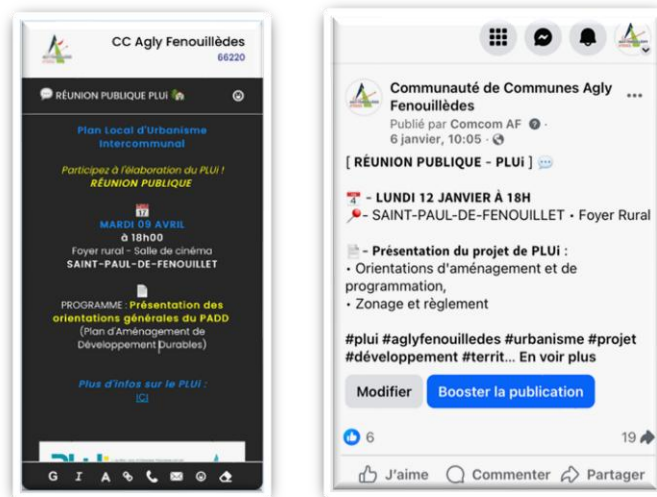 CC Agly Fenouillèdes
66220
RÉUNION PUBLIQUE PLUi
Plan Local d'Urbanisme
Intercommunal
Participez à l'élaboration du PLUi !
RÉUNION PUBLIQUE
17
MARDI 09 AVRIL
à 18h00
Foyer rural - Salle de cinéma
SAINT-PAUL-DE-FENOUILLET
PROGRAMME : Présentation des
orientations générales du PADD
(Plan d'Aménagement de
Développement Durables)
Plus d'infos sur le PLUi :
ICI
G I A
Communauté de Communes Agly
Fenouillèdes
Publié par Comcom AF
6 janvier, 10:05
[ RÉUNION PUBLIQUE - PLUi ]
4 - LUNDI 12 JANVIER À 18H
- SAINT-PAUL-DE-FENOUILLET • Foyer Rural
- Présentation du projet de PLUi :
• Orientations d'aménagement et de
programmation,
• Zonage et règlement
#plui #aglyfenouilledes #urbanisme #projet
#développement #territ... En voir plus
Modifier Booster la publication
6 19
J'aime Commenter Partager